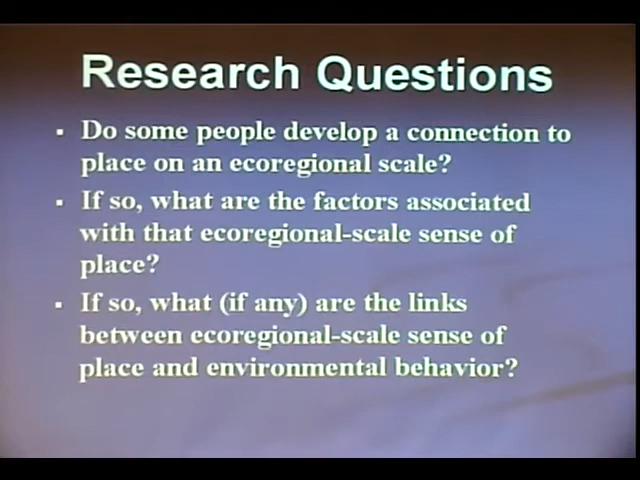 Research Questions
▪ Do some people develop a connection to
place on an ecoregional scale?
▪ If so, what are the factors associated
with that ecoregional-scale sense of
place?
▪ If so, what (if any) are the links
between ecoregional-scale sense of
place and environmental behavior?